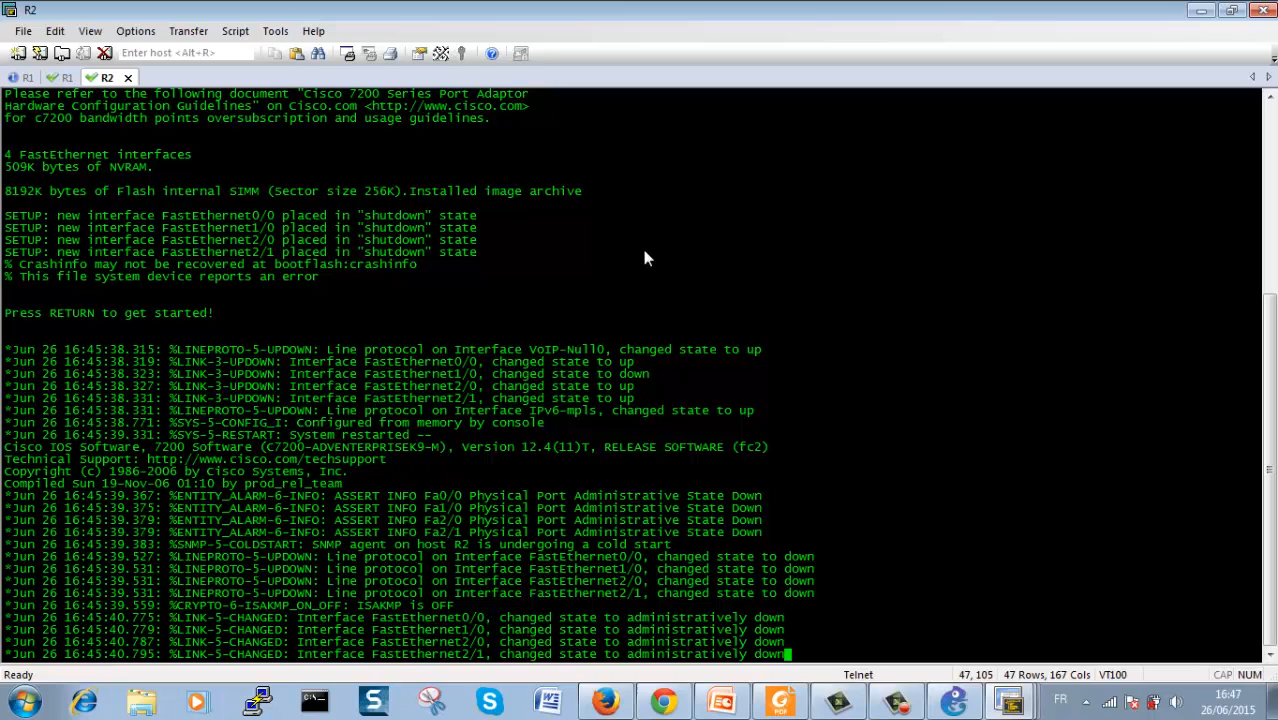 R2
File Edit View Options Transfer Script Tools Help
Enter host <Alt+R>
R1 R1 R2
Please refer to the following document "Cisco 7200 Series Port Adaptor
Hardware Configuration Guidelines" on Cisco.com <http://www.cisco.com>
for c7200 bandwidth points oversubscription and usage guidelines.
4 FastEthernet interfaces
509K bytes of NVRAM.
8192K bytes of Flash internal SIMM (Sector size 256K).Installed image archive
SETUP: new interface FastEthernet0/0 placed in "shutdown" state
SETUP: new interface FastEthernet1/0 placed in "shutdown" state
SETUP: new interface FastEthernet2/0 placed in "shutdown" state
SETUP: new interface FastEthernet2/1 placed in "shutdown" state
% Crashinfo may not be recovered at bootflash:crashinfo
% This file system device reports an error
Press RETURN to get started!
*Jun 26 16:45:38.315: %LINEPROTO-5-UPDOWN: Line protocol on Interface VoIP-Null0, changed state to up
*Jun 26 16:45:38.319: %LINK-3-UPDOWN: Interface FastEthernet0/0, changed state to up
*Jun 26 16:45:38.323: %LINK-3-UPDOWN: Interface FastEthernet1/0, changed state to down
*Jun 26 16:45:38.327: %LINK-3-UPDOWN: Interface FastEthernet2/0, changed state to up
*Jun 26 16:45:38.331: %LINK-3-UPDOWN: Interface FastEthernet2/1, changed state to up
*Jun 26 16:45:38.331: %LINEPROTO-5-UPDOWN: Line protocol on Interface IPv6-mpls, changed state to up
*Jun 26 16:45:38.771: %SYS-5-CONFIG_I: Configured from memory by console
*Jun 26 16:45:39.331: %SYS-5-RESTART: System restarted --
Cisco IOS Software, 7200 Software (C7200-ADVENTERPRISEK9-M), Version 12.4(11)T, RELEASE SOFTWARE (fc2)
Technical Support: http://www.cisco.com/techsupport
Copyright (c) 1986-2006 by Cisco Systems, Inc.
Compiled Sun 19-Nov-06 01:10 by prod_rel_team
*Jun 26 16:45:39.367: %ENTITY_ALARM-6-INFO: ASSERT INFO Fa0/0 Physical Port Administrative State Down
*Jun 26 16:45:39.375: %ENTITY_ALARM-6-INFO: ASSERT INFO Fa1/0 Physical Port Administrative State Down
*Jun 26 16:45:39.379: %ENTITY_ALARM-6-INFO: ASSERT INFO Fa2/0 Physical Port Administrative State Down
*Jun 26 16:45:39.379: %ENTITY_ALARM-6-INFO: ASSERT INFO Fa2/1 Physical Port Administrative State Down
*Jun 26 16:45:39.383: %SNMP-5-COLDSTART: SNMP agent on host R2 is undergoing a cold start
*Jun 26 16:45:39.527: %LINEPROTO-5-UPDOWN: Line protocol on Interface FastEthernet0/0, changed state to down
*Jun 26 16:45:39.531: %LINEPROTO-5-UPDOWN: Line protocol on Interface FastEthernet1/0, changed state to down
*Jun 26 16:45:39.531: %LINEPROTO-5-UPDOWN: Line protocol on Interface FastEthernet2/0, changed state to down
*Jun 26 16:45:39.531: %LINEPROTO-5-UPDOWN: Line protocol on Interface FastEthernet2/1, changed state to down
*Jun 26 16:45:39.559: %CRYPTO-6-ISAKMP_ON_OFF: ISAKMP is OFF
*Jun 26 16:45:40.775: %LINK-5-CHANGED: Interface FastEthernet0/0, changed state to administratively down
*Jun 26 16:45:40.779: %LINK-5-CHANGED: Interface FastEthernet1/0, changed state to administratively down
*Jun 26 16:45:40.787: %LINK-5-CHANGED: Interface FastEthernet2/0, changed state to administratively down
*Jun 26 16:45:40.795: %LINK-5-CHANGED: Interface FastEthernet2/1, changed state to administratively down
Ready Telnet 47, 105 47 Rows, 167 Cols VT100 CAP NUM
FR 16:47
26/06/2015